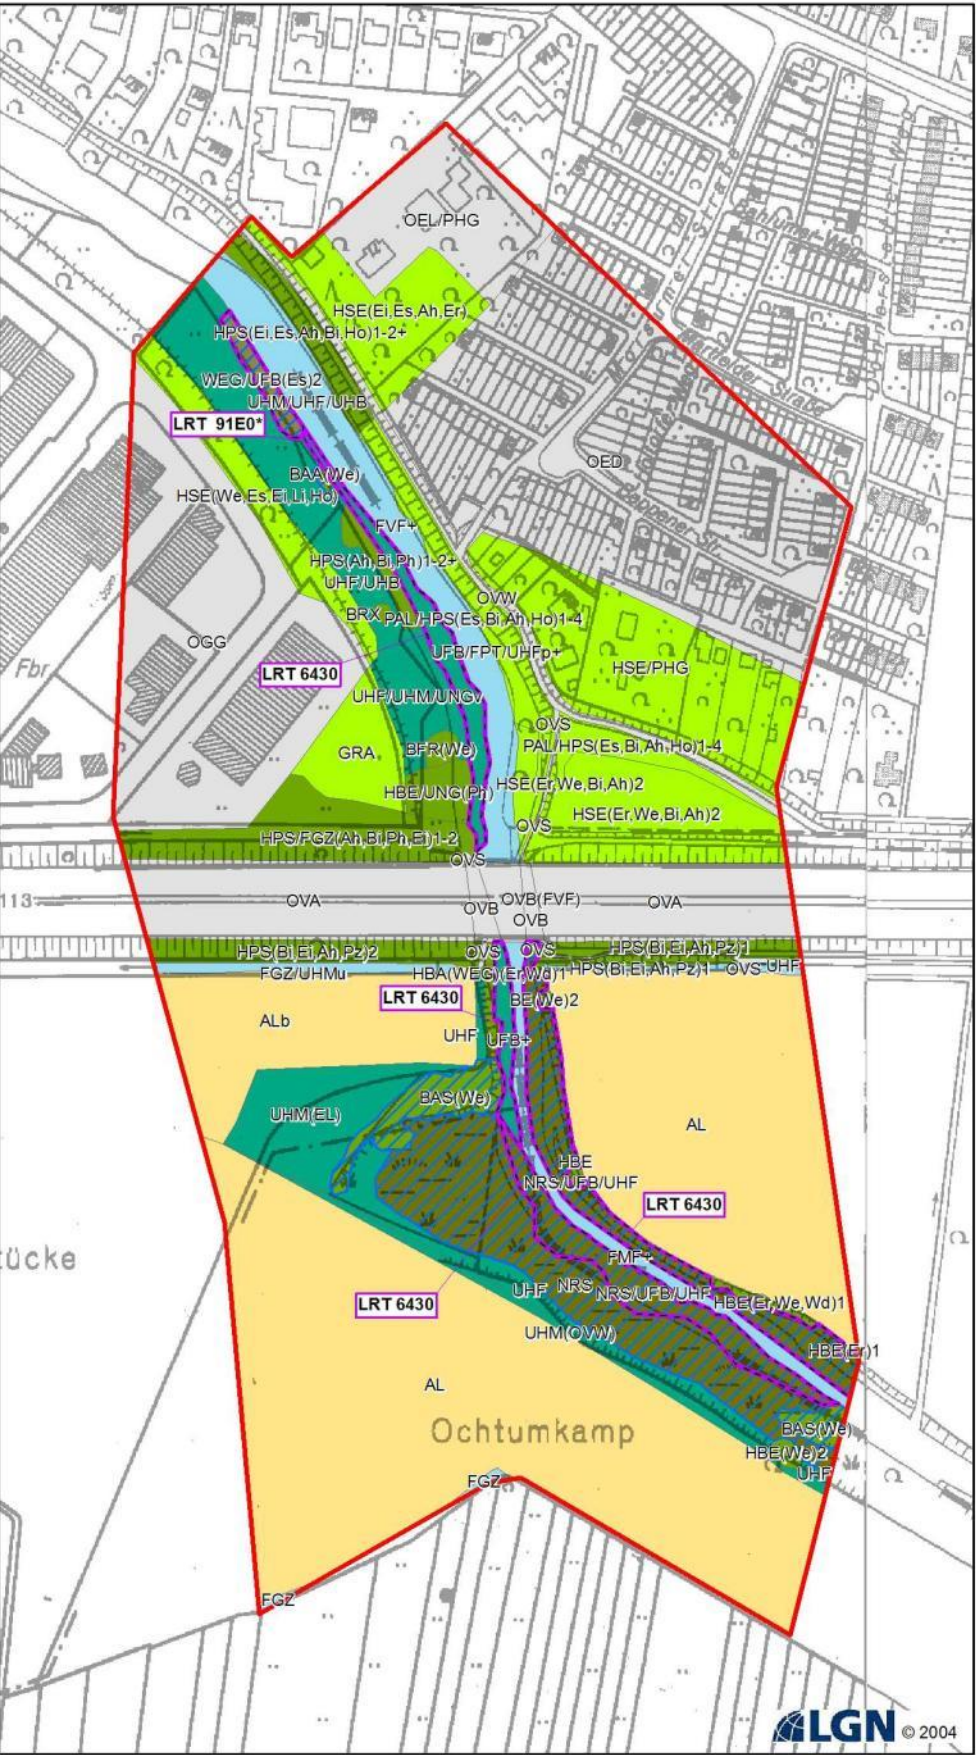 OEL/PHG
HSE(Ei,Es,Ah,Er)
HPS(Ei,Es,Ah,Bi,Ho)1-2+
WEG/UFB(Es)2
UHM/UHF/UHB
LRT 91E0*
OED
BAA(We)
HSE(We,Es,Ei,Li,Ho)
FVF+
HPS(Ah,Bi,Ph)1-2+
UHF/UHB
OVW
BRX
PAL/HPS(Es,Bi,Ah,Ho)1-4
OGG
UFB/FPT/UHFp+
Fbr
LRT 6430
HSE/PHG
UHF/UHM/UNGv
OVS
GRA
BFR(We)
PAL/HPS(Es,Bi,Ah,Ho)1-4
HSE(Er,We,Bi,Ah)2
HBE/UNG(Ph)
HSE(Er,We,Bi,Ah)2
OVS
HPS/FGZ(Ah,Bi,Ph,Ei)1-2
OVS
113
OVA
OVB
OVB(FVF)
OVA
OVB
HPS(Bi,Ei,Ah,Pz)2
OVS
OVS
HPS(Bi,Ei,Ah,Pz)1
FGZ/UHMu
HBA(WEG)(Er,Wd)1
HPS(Bi,Ei,Ah,Pz)1
OVS
UHF
LRT 6430
BE(We)2
ALb
UHF
UFB+
BAS(We)
UHM(EL)
AL
HBE
NRS/UFB/UHF
LRT 6430
tücke
FMF+
UHF
NRS
NRS/UFB/UHF
LRT 6430
HBE(Er,We,Wd)1
UHM(OVW)
HBE(Er)1
AL
Ochtumkamp
BAS(We)
HBE(We)2
UHF
FGZ
FGZ
LGN © 2004